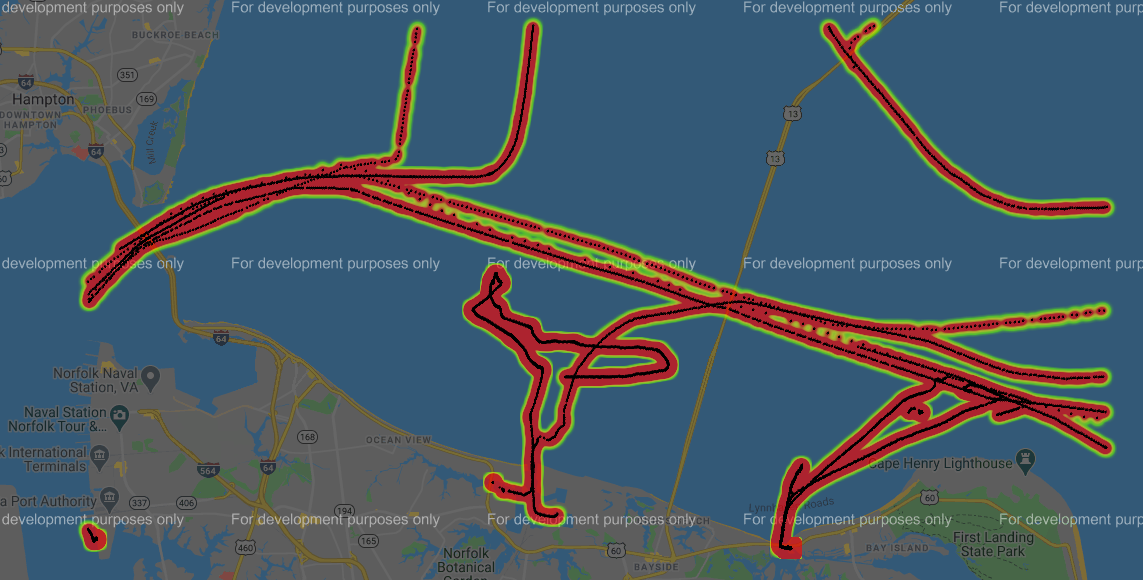 development purposes only
For development purposes only
For development purposes only
For development purposes only
For development pur
BUCKROE BEACH
351
64
Hampton
169
PHOEBUS
DOWNTOWN
HAMPTON
13
Mill Creek
64
13
60
development purposes only
For development purposes only
For development purposes only
For development purposes only
For development pur
64
Norfolk Naval
Station, VA
Naval Station
Norfolk Tour &...
168
OCEAN VIEW
k International
Terminals
564
64
Cape Henry Lighthouse
a Port Authority
337
406
194
60
development purposes only
For development purposes only
For development purposes only
For development purposes only
For development pur
460
165
Norfolk
Botanical
Garden
60
BAYSIDE
BAY ISLAND
First Landing
State Park